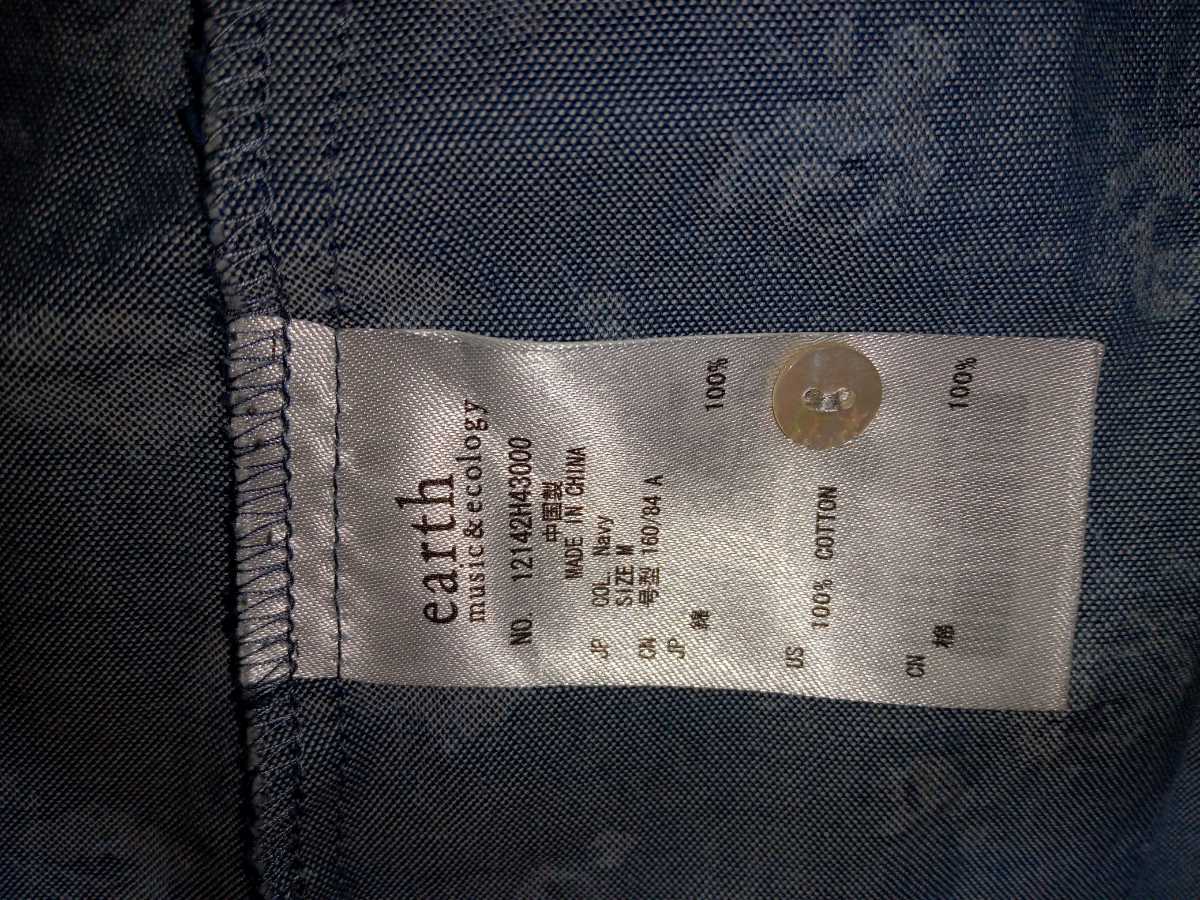 earth
music&ecology
NO. 12142H43000
中国製
MADE IN CHINA
JP COL Navy
SIZE M
CN 号型 160/84 A
JP
綿 100%
US
100% COTTON
CN
棉 100%